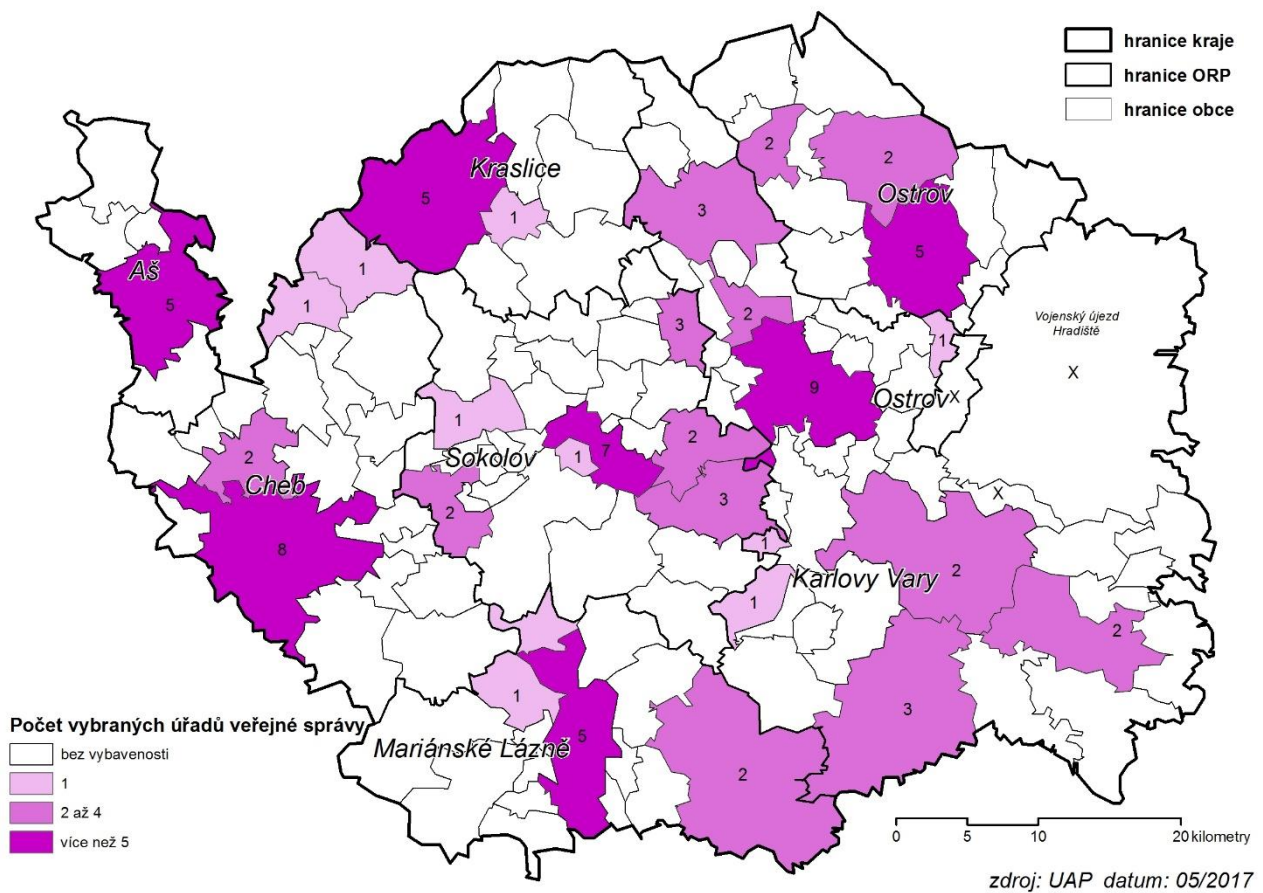 hranice kraje
hranice ORP
hranice obce
2
2
Kraslice
5
Ostrov
1
3
5
Aš
1
5
1
3
2
1
Vojenský újezd
Hradiště
X
9
Ostrov
X
1
2
7
Sokolov
1
2
Cheb
3
2
X
8
1
2
Karlovy Vary
1
2
1
3
Počet vybraných úřadů veřejné správy
bez vybavenosti
1
2 až 4
více než 5
Mariánské Lázně
5
2
0
5
10
20 kilometry
zdroj: UAP datum: 05/2017